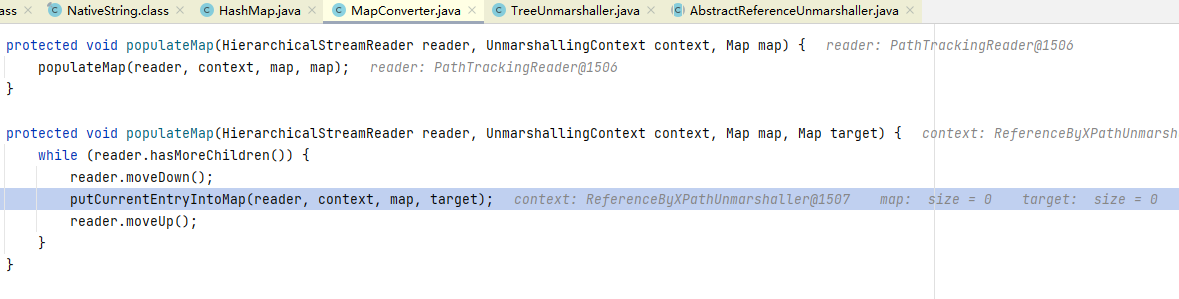 ass NativeString.class HashMap.java MapConverter.java TreeUnmarshaller.java AbstractReferenceUnmarshaller.java
protected void populateMap(HierarchicalStreamReader reader, UnmarshallingContext context, Map map) { reader: PathTrackingReader@1506
populateMap(reader, context, map, map); reader: PathTrackingReader@1506
}
protected void populateMap(HierarchicalStreamReader reader, UnmarshallingContext context, Map map, Map target) { context: ReferenceByXPathUnmarsh
while (reader.hasMoreChildren()) {
reader.moveDown();
putCurrentEntryIntoMap(reader, context, map, target); context: ReferenceByXPathUnmarshaller@1507 map: size = 0 target: size = 0
reader.moveUp();
}
}